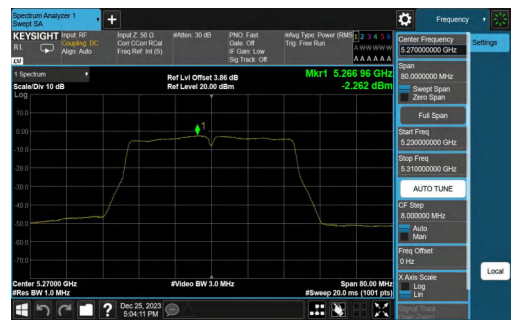 Spectrum Analyzer 1
Swept SA
Frequency
KEYSIGHT
RL
Input: RF
Coupling: DC
Align: Auto
Input Z: 50 Ω
Corr CCorr RCal
Freq Ref: Int (S)
#Atten: 30 dB
PNO: Fast
Gate: Off
IF Gain: Low
Sig Track: Off
#Avg Type: Power (RMS
Trig: Free Run
1 2 3 4 5 6
A W W W W W
A A A A A A
LV
1 Spectrum
Scale/Div 10 dB
Log
Ref Lvl Offset 3.86 dB
Ref Level 20.00 dBm
Mkr1 5.266 96 GHz
-2.262 dBm
1
10.0
0.00
-10.0
-20.0
-30.0
-40.0
-50.0
-60.0
-70.0
Center 5.27000 GHz
#Res BW 1.0 MHz
#Video BW 3.0 MHz
Span 80.00 MHz
#Sweep 20.0 ms (1001 pts)
Center Frequency
5.270000000 GHz
Settings
Span
80.0000000 MHz
Swept Span
Zero Span
Full Span
Start Freq
5.230000000 GHz
Stop Freq
5.310000000 GHz
AUTO TUNE
CF Step
8.000000 MHz
Auto
Man
Freq Offset
0 Hz
X Axis Scale
Log
Lin
Local
Signal Track
Dec 25, 2023
5:04:11 PM
?